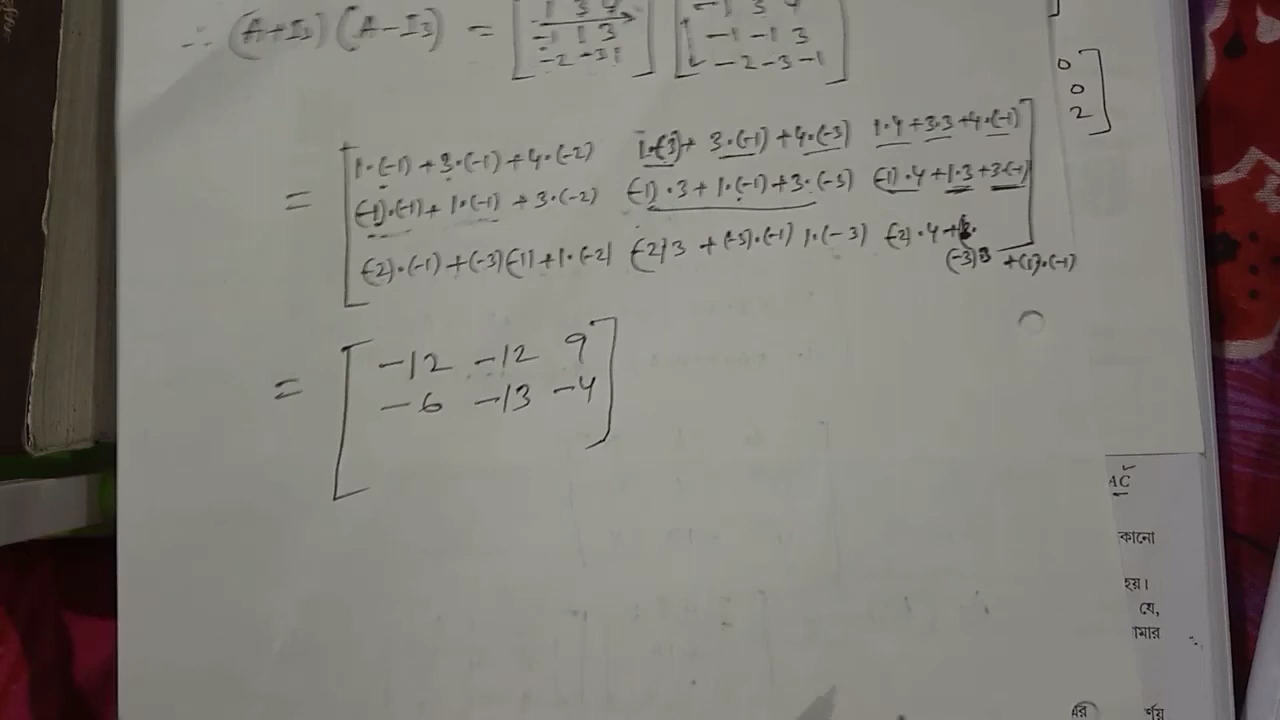 ∴ (A+I₃) (A-I₃) = [1 3 4] [-1 3 4]
-1 1 3 -1 -1 3
-2 -3 1 -2 -3 -1
0
0
2
= [1·(-1) +3·(-1) +4·(-2) 1·(3)+ 3·(-1) +4·(-3) 1·4 +3·3 +4·(-1)
(-1)·(-1)+ 1·(-1) +3·(-2) (-1)·3 + 1·(-1) +3·(-3) (-1)·4 +1·3 +3(-1)
(-2)·(-1) +(-3)(-1) +1·(-2) (-2)3 +(-3)·(-1) 1·(-3) (-2)·4 +
(-3)3 +(1)·(-1)]
= [-12 -12 9
-6 -13 -4]
AC
কানো
হয়।
যে,
মার
র্ণয়